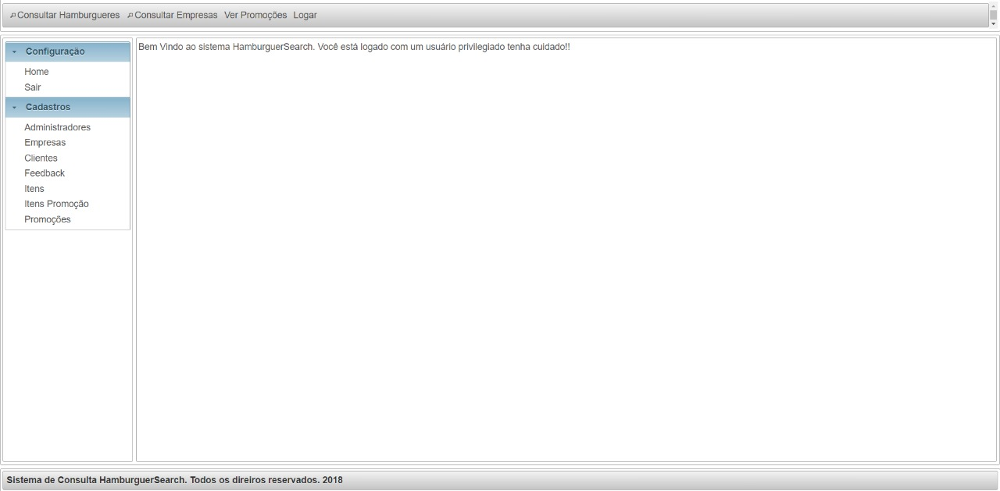 Consultar Hamburgueres Consultar Empresas Ver Promoções Logar
Configuração
Home
Sair
Cadastros
Administradores
Empresas
Clientes
Feedback
Itens
Itens Promoção
Promoções
Bem Vindo ao sistema HamburguerSearch. Você está logado com um usuário privilegiado tenha cuidado!!
Sistema de Consulta HamburguerSearch. Todos os direiros reservados. 2018